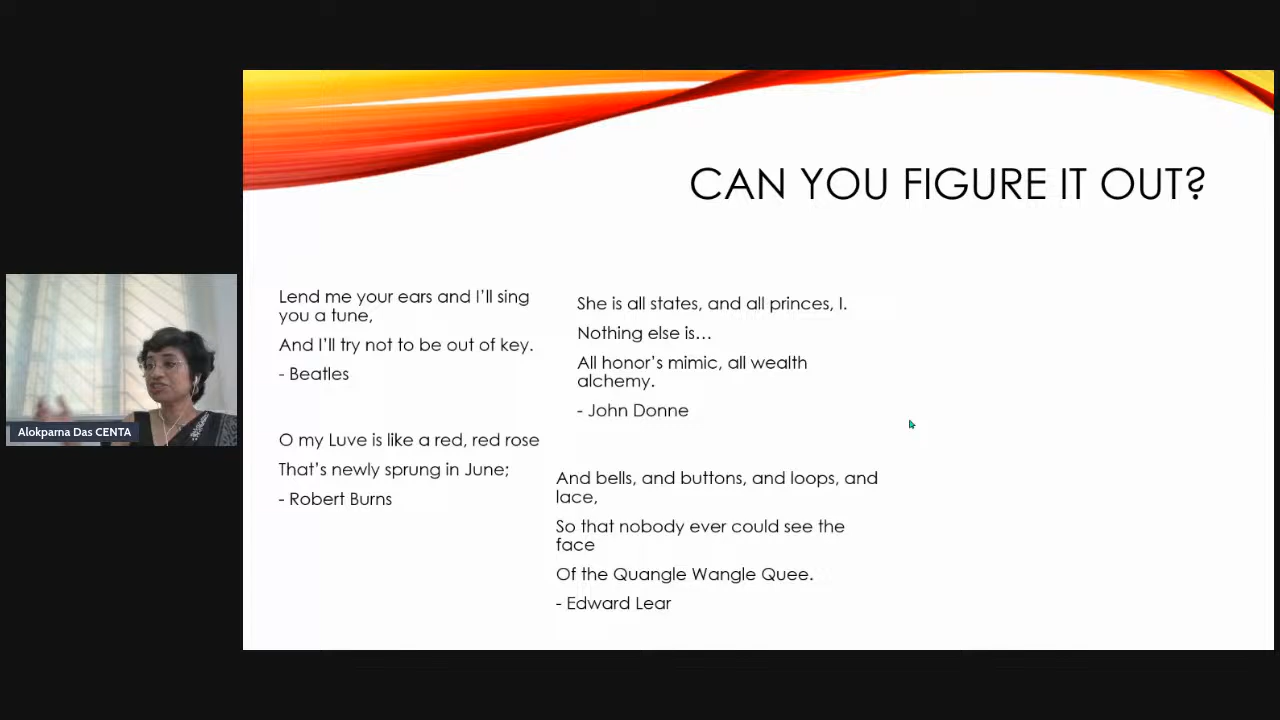 CAN YOU FIGURE IT OUT?
Lend me your ears and I'll sing
you a tune,
And I'll try not to be out of key.
- Beatles
O my Luve is like a red, red rose
That's newly sprung in June;
- Robert Burns
She is all states, and all princes, I.
Nothing else is…
All honor's mimic, all wealth
alchemy.
- John Donne
And bells, and buttons, and loops, and
lace,
So that nobody ever could see the
face
Of the Quangle Wangle Quee.
- Edward Lear
Alokparna Das CENTA